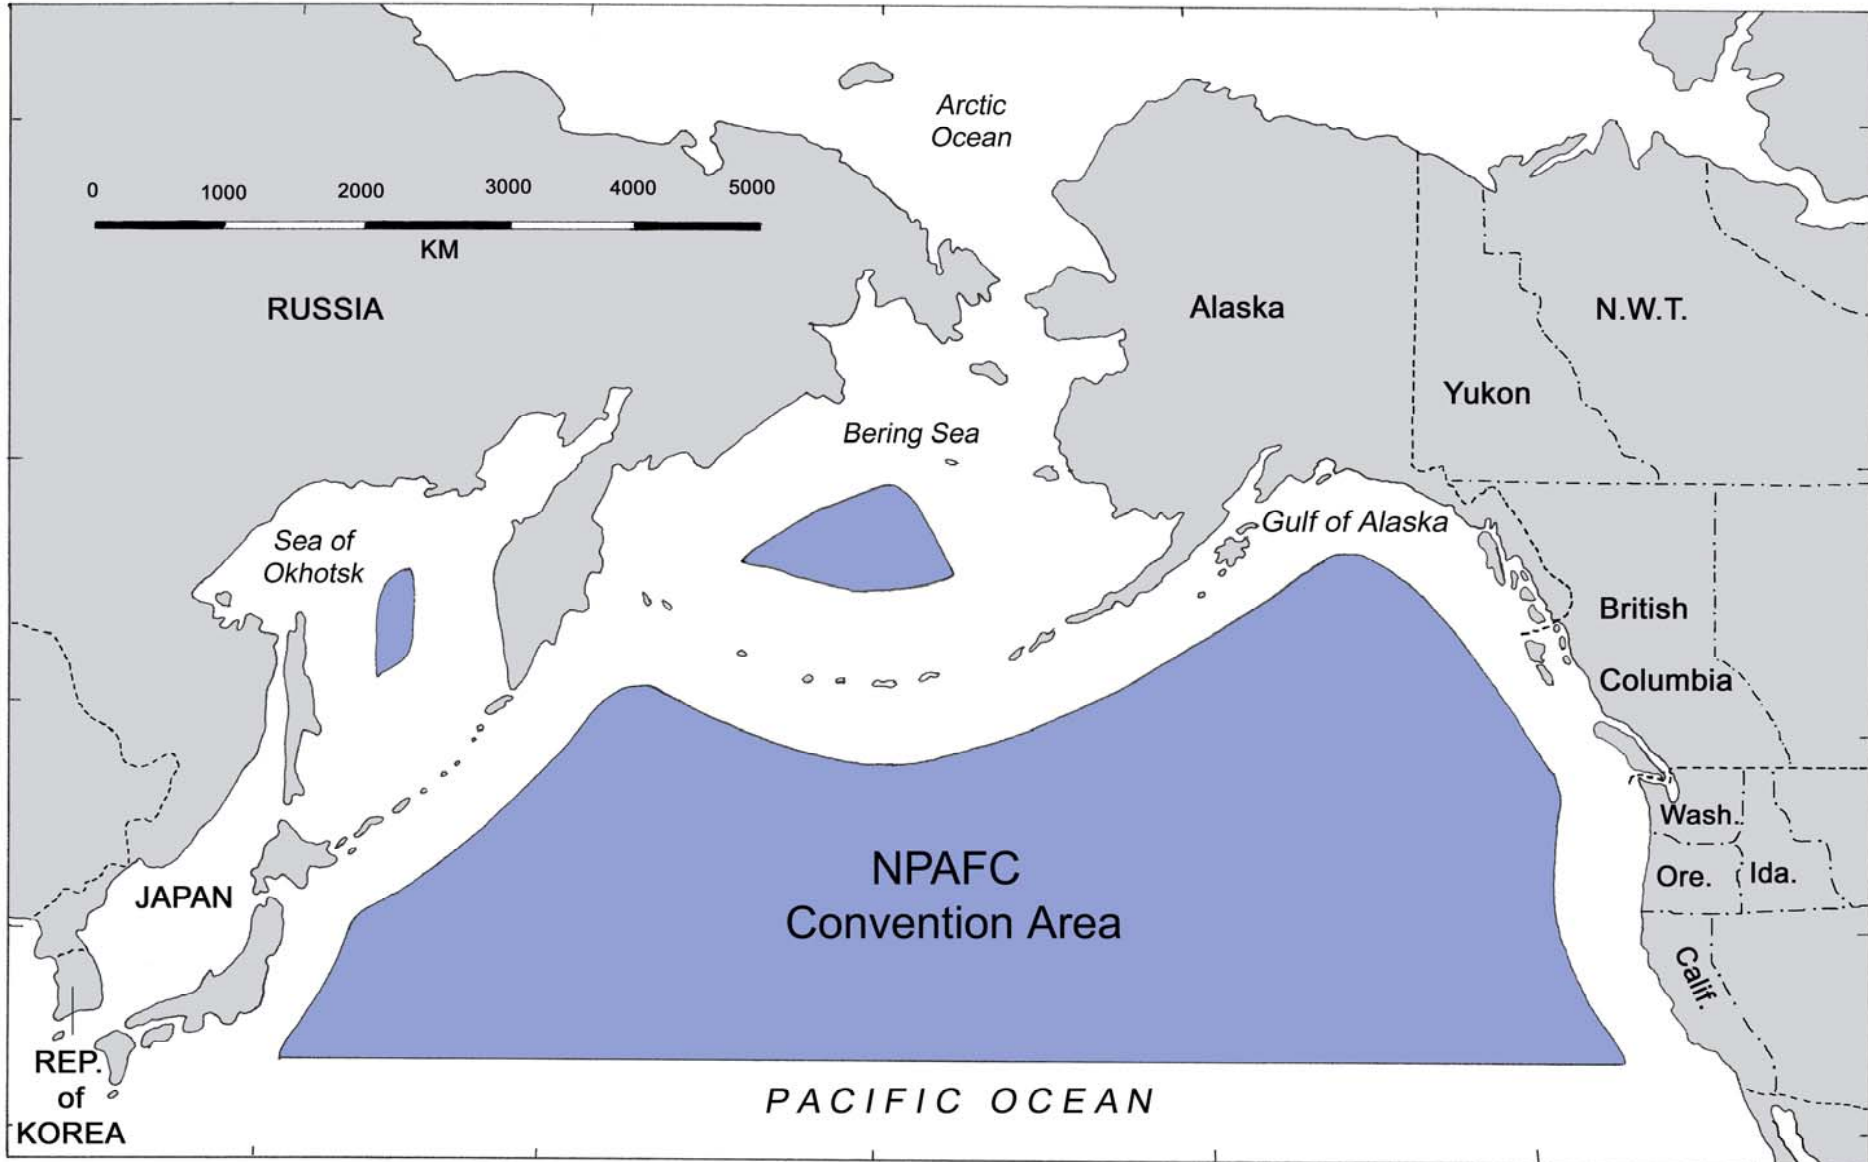 Arctic
Ocean
0 1000 2000 3000 4000 5000
KM
RUSSIA
Alaska
N.W.T.
Yukon
Bering Sea
Gulf of Alaska
Sea of
Okhotsk
British
Columbia
Wash.
Ore.
Ida.
Calif.
JAPAN
NPAFC
Convention Area
REP.
of
KOREA
PACIFIC OCEAN